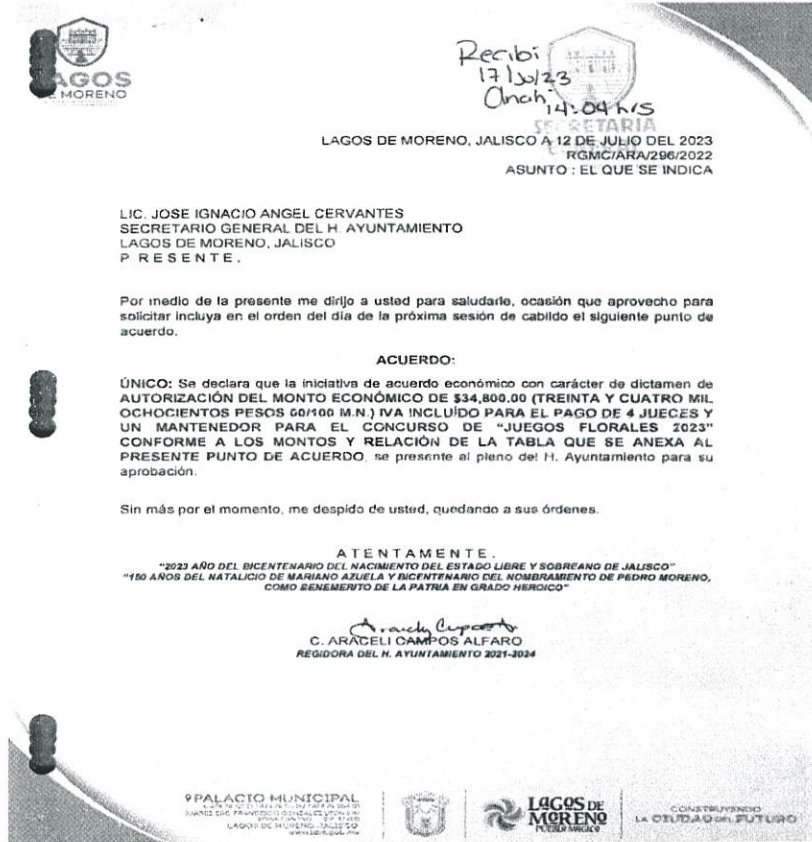 LAGOS
DE MORENO
Recibi
17/Jul/23
14:04 hrs
SECRETARIA
LAGOS DE MORENO, JALISCO A 12 DE JULIO DEL 2023
RGMC/ARA/296/2022
ASUNTO : EL QUE SE INDICA
LIC. JOSE IGNACIO ANGEL CERVANTES
SECRETARIO GENERAL DEL H. AYUNTAMIENTO
LAGOS DE MORENO, JALISCO
P RESENTE.
Por medio de la presente me dirijo a usted para saludarle, ocasión que aprovecho para
solicitar incluya en el orden del día de la próxima sesión de cabildo el siguiente punto de
acuerdo.
ACUERDO:
ÚNICO: Se declara que la iniciativa de acuerdo económico con carácter de dictamen de
AUTORIZACIÓN DEL MONTO ECONÓMICO DE $34,800.00 (TREINTA Y CUATRO MIL
OCHOCIENTOS PESOS 00/100 M.N.) IVA INCLUÍDO PARA EL PAGO DE 4 JUECES Y
UN MANTENEDOR PARA EL CONCURSO DE "JUEGOS FLORALES 2023"
CONFORME A LOS MONTOS Y RELACIÓN DE LA TABLA QUE SE ANEXA AL
PRESENTE PUNTO DE ACUERDO, se presente al pleno del H. Ayuntamiento para su
aprobación.
Sin más por el momento, me despido de usted, quedando a sus órdenes.
A T E N T A M E N T E .
"2023 AÑO DEL BICENTENARIO DEL NACIMIENTO DEL ESTADO LIBRE Y SOBREANO DE JALISCO"
"150 AÑOS DEL NATALICIO DE MARIANO AZUELA Y BICENTENARIO DEL NOMBRAMIENTO DE PEDRO MORENO,
COMO BENEMERITO DE LA PATRIA EN GRADO HEROICO"
C. ARACELI CAMPOS ALFARO
REGIDORA DEL H. AYUNTAMIENTO 2021-2024
PALACIO MUNICIPAL
LAGOS DE MORENO, JALISCO
LAGOS DE
MORENO
PUEBLO MÁGICO
CONSTRUYENDO
LA CIUDAD DEL FUTURO